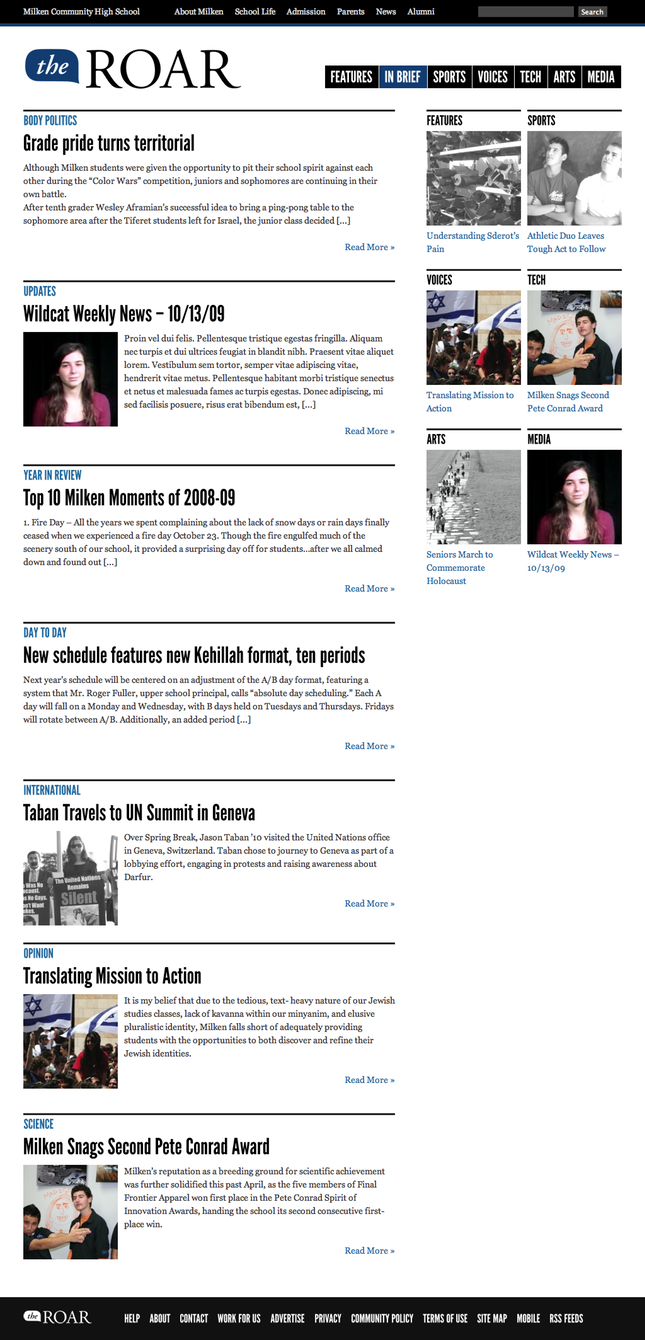 Milken Community High School
About Milken School Life Admission Parents News Alumni
Search
the ROAR
FEATURES IN BRIEF SPORTS VOICES TECH ARTS MEDIA
BODY POLITICS
Grade pride turns territorial
Although Milken students were given the opportunity to pit their school spirit against each
other during the “Color Wars” competition, juniors and sophomores are continuing in their
own battle.
After tenth grader Wesley Aframian’s successful idea to bring a ping-pong table to the
sophomore area after the Tiferet students left for Israel, the junior class decided [...]
Read More »
UPDATES
Wildcat Weekly News – 10/13/09
Proin vel dui felis. Pellentesque tristique egestas fringilla. Aliquam
nec turpis et dui ultrices feugiat in blandit nibh. Praesent vitae aliquet
lorem. Vestibulum sem tortor, semper vitae adipiscing vitae,
hendrerit vitae metus. Pellentesque habitant morbi tristique senectus
et netus et malesuada fames ac turpis egestas. Donec adipiscing, mi
sed facilisis posuere, risus erat bibendum est, [...]
Read More »
YEAR IN REVIEW
Top 10 Milken Moments of 2008-09
1. Fire Day – All the years we spent complaining about the lack of snow days or rain days finally
ceased when we experienced a fire day October 23. Though the fire engulfed much of the
scenery south of our school, it provided a surprising day off for students...after we all calmed
down and found out [...]
Read More »
DAY TO DAY
New schedule features new Kehillah format, ten periods
Next year’s schedule will be centered on an adjustment of the A/B day format, featuring a
system that Mr. Roger Fuller, upper school principal, calls “absolute day scheduling.” Each A
day will fall on a Monday and Wednesday, with B days held on Tuesdays and Thursdays. Fridays
will rotate between A/B. Additionally, an added period [...]
Read More »
INTERNATIONAL
Taban Travels to UN Summit in Geneva
The United Nations
Remains
Silent
Over Spring Break, Jason Taban ’10 visited the United Nations office
in Geneva, Switzerland. Taban chose to journey to Geneva as part of a
lobbying effort, engaging in protests and raising awareness about
Darfur.
Read More »
OPINION
Translating Mission to Action
It is my belief that due to the tedious, text- heavy nature of our Jewish
studies classes, lack of kavanna within our minyanim, and elusive
pluralistic identity, Milken falls short of adequately providing
students with the opportunities to both discover and refine their
Jewish identities.
Read More »
SCIENCE
Milken Snags Second Pete Conrad Award
Milken’s reputation as a breeding ground for scientific achievement
was further solidified this past April, as the five members of Final
Frontier Apparel won first place in the Pete Conrad Spirit of
Innovation Awards, handing the school its second consecutive first-
place win.
Read More »
FEATURES
Understanding Sderot’s
Pain
SPORTS
Athletic Duo Leaves
Tough Act to Follow
VOICES
Translating Mission to
Action
TECH
Milken Snags Second
Pete Conrad Award
ARTS
Seniors March to
Commemorate
Holocaust
MEDIA
Wildcat Weekly News –
10/13/09
the ROAR
HELP ABOUT CONTACT WORK FOR US ADVERTISE PRIVACY COMMUNITY POLICY TERMS OF USE SITE MAP MOBILE RSS FEEDS